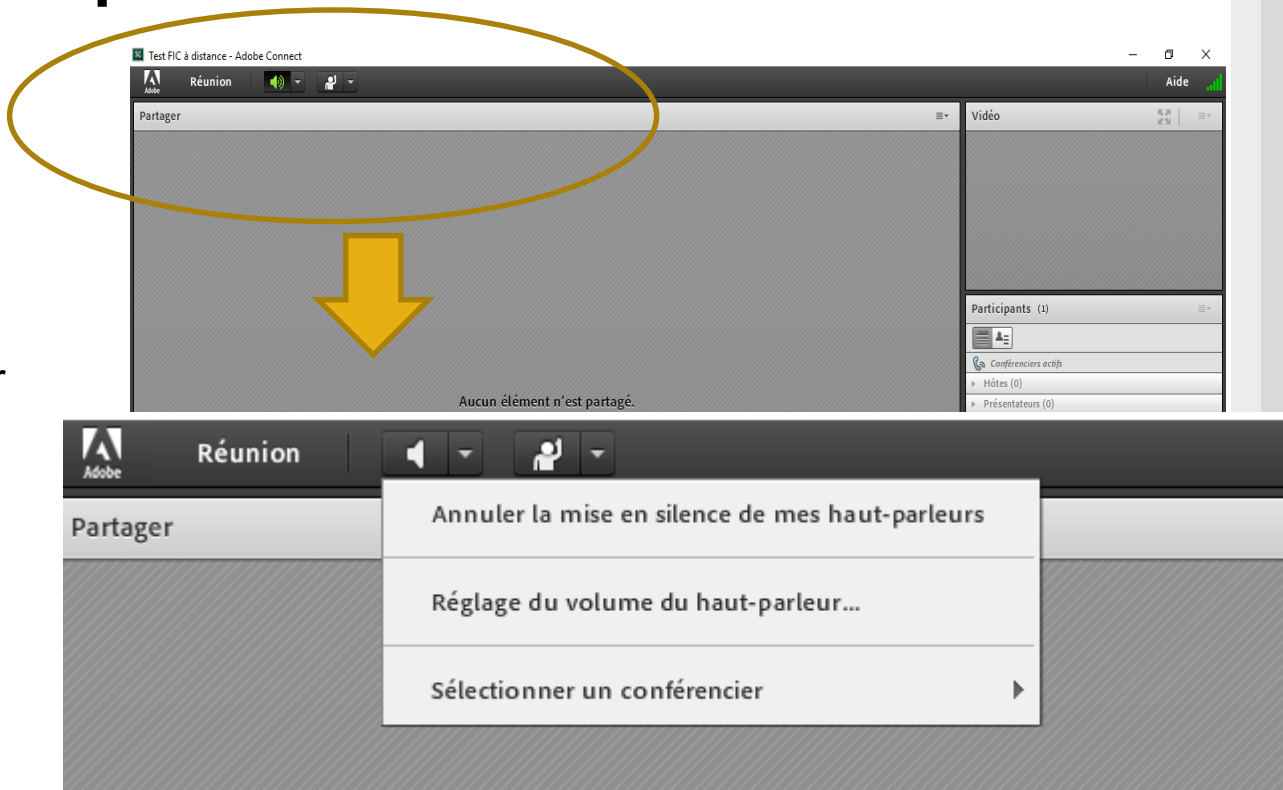 Test FIC à distance - Adobe Connect
Adobe Réunion Aide
Partager
Vidéo
Participants (1)
Conférenciers actifs
Hôtes (0)
Présentateurs (0)
Aucun élément n'est partagé.
Adobe Réunion
Partager
Annuler la mise en silence de mes haut-parleurs
Réglage du volume du haut-parleur...
Sélectionner un conférencier